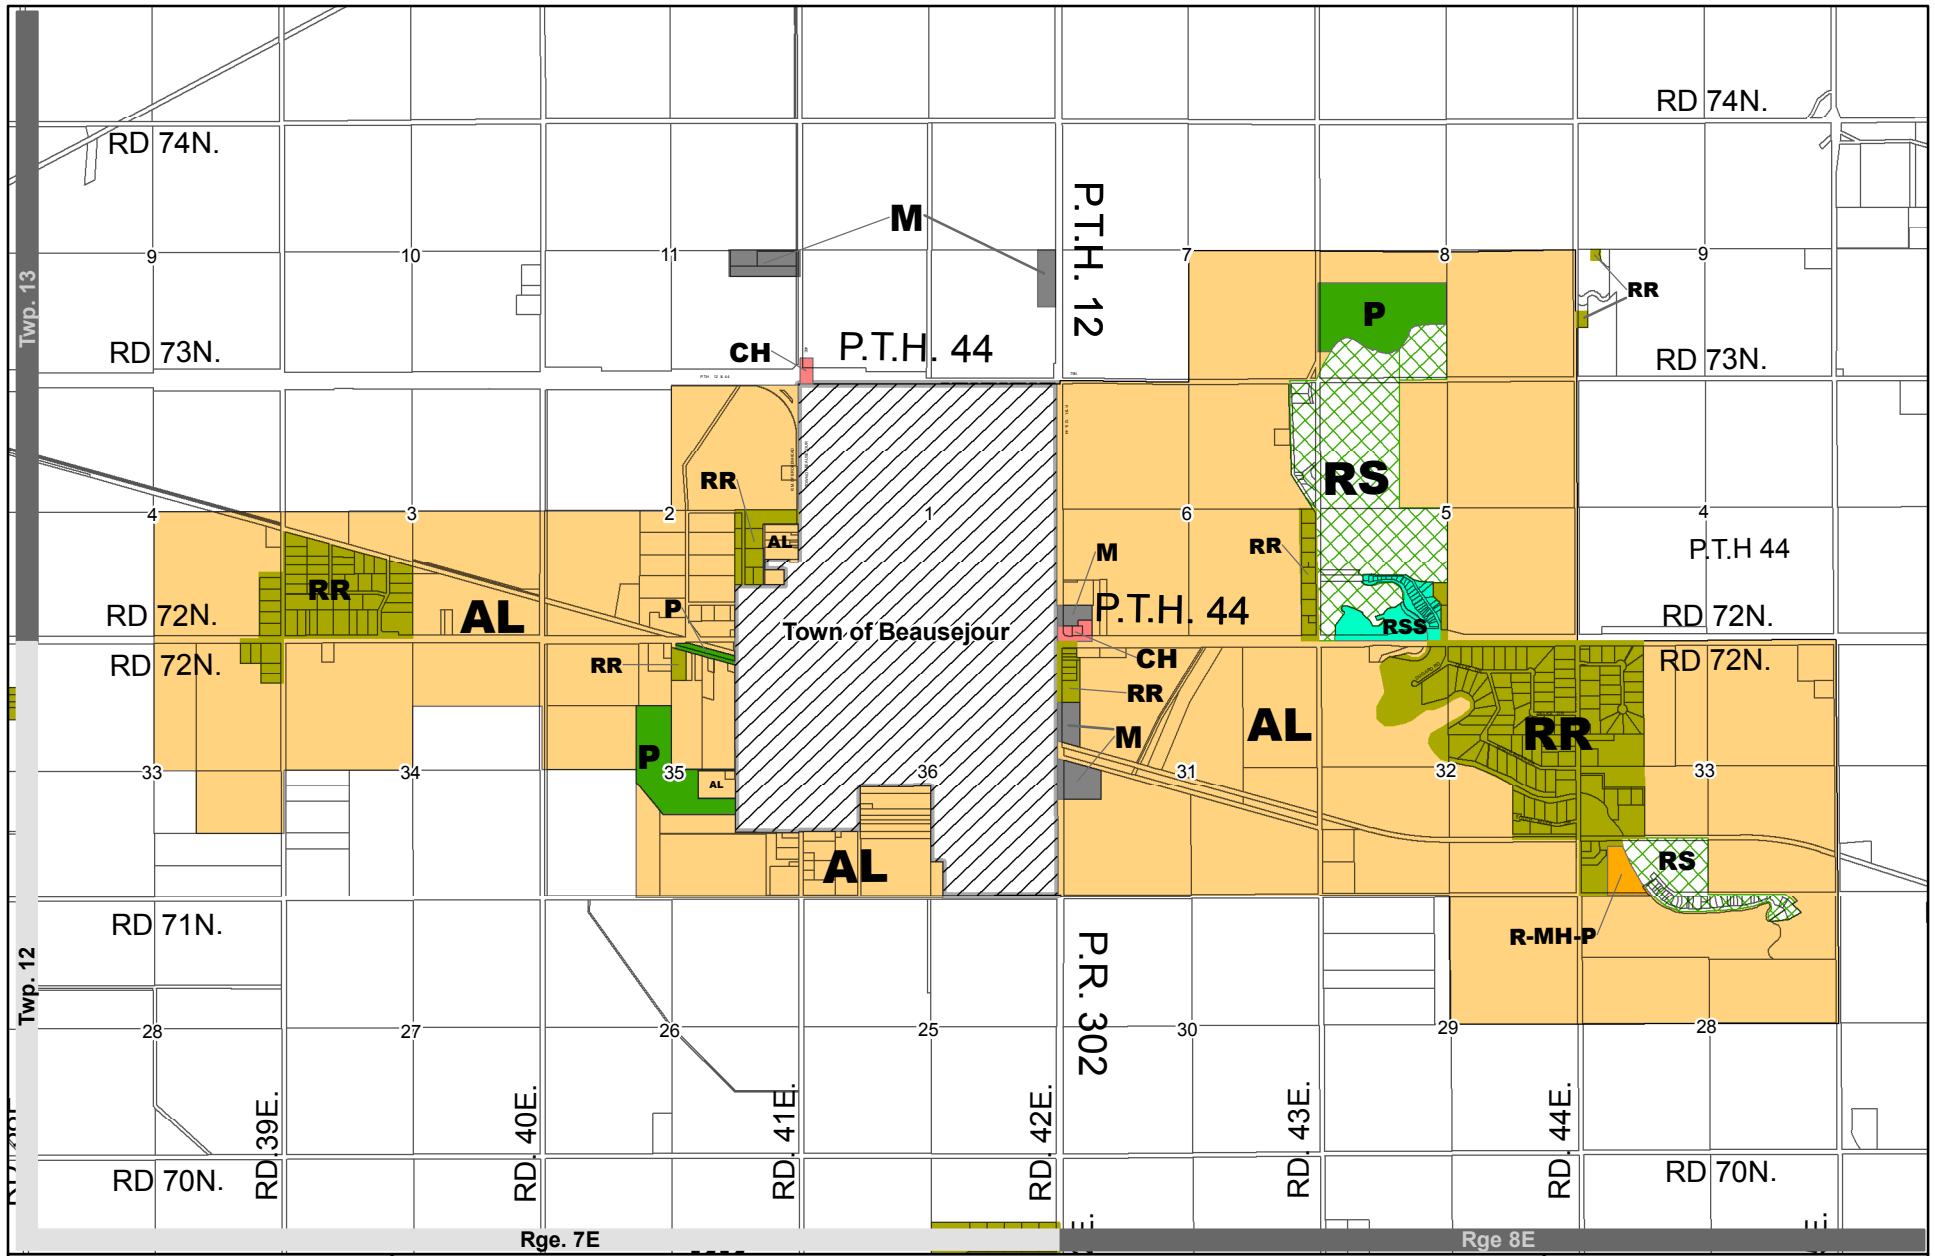 RD 74N.
RD 74N.
P.T.H. 12
M
Twp. 13
9
10
11
7
8
9
RR
P
RD 73N.
CH
P.T.H. 44
RD 73N.
P.T.H. 12 & 44
RR
RS
4
3
2
1
6
5
4
AL
M
RR
P.T.H 44
RR
P
AL
RD 72N.
P.T.H. 44
RD 72N.
RSS
Town of Beausejour
RD 72N.
RR
CH
RD 72N.
RR
AL
RR
P
M
33
34
35
AL
36
31
32
33
AL
RS
RD 71N.
R-MH-P
Twp. 12
P.R. 302
28
27
26
25
30
29
28
RD.39E.
RD. 40E.
RD. 41E.
RD. 42E.
RD. 43E.
RD. 44E.
RD 70N.
RD 70N.
Rge. 7E
Rge 8E